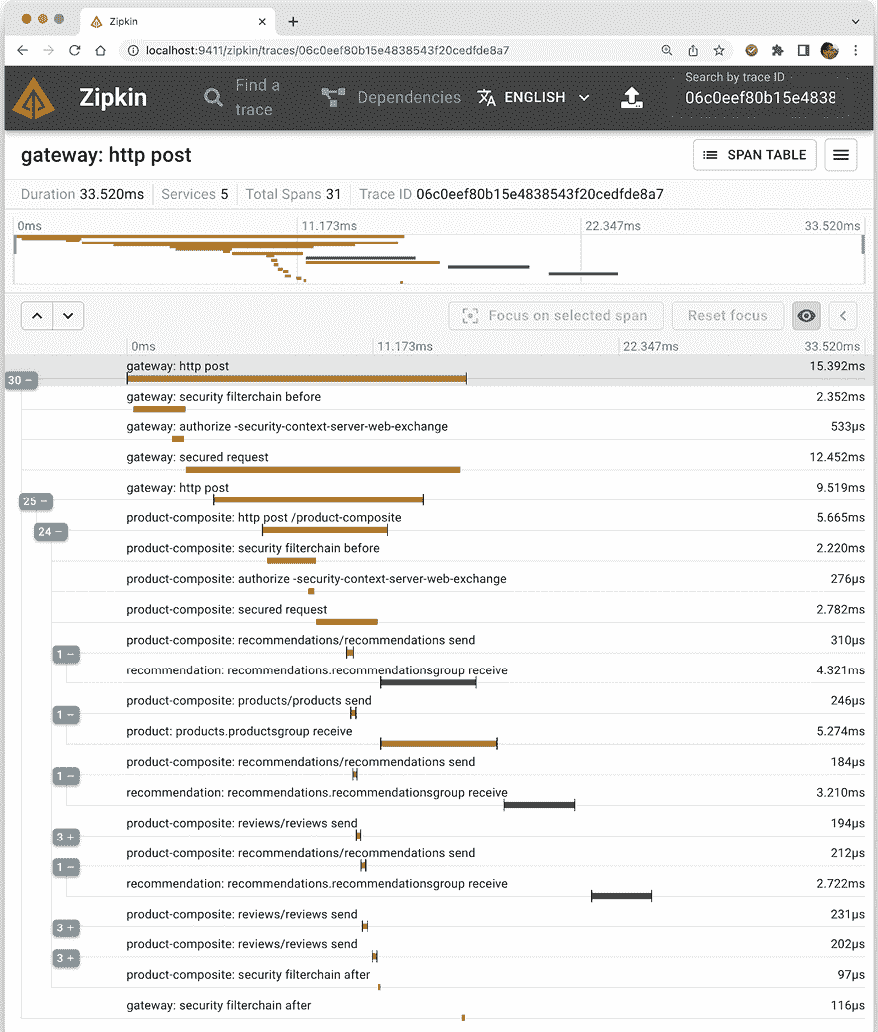 Zipkin
localhost:9411/zipkin/traces/06c0eef80b15e4838543f20cedfde8a7
Zipkin
Find a
trace
Dependencies
ENGLISH
Search by trace ID
06c0eef80b15e4838
gateway: http post
SPAN TABLE
Duration 33.520ms Services 5 Total Spans 31 Trace ID 06c0eef80b15e4838543f20cedfde8a7
0ms 11.173ms 22.347ms 33.520ms
Focus on selected span Reset focus
0ms 11.173ms 22.347ms 33.520ms
gateway: http post 15.392ms
30 −
gateway: security filterchain before 2.352ms
gateway: authorize -security-context-server-web-exchange 533µs
gateway: secured request 12.452ms
gateway: http post 9.519ms
25 −
product-composite: http post /product-composite 5.665ms
24 −
product-composite: security filterchain before 2.220ms
product-composite: authorize -security-context-server-web-exchange 276µs
product-composite: secured request 2.782ms
product-composite: recommendations/recommendations send 310µs
1 −
recommendation: recommendations.recommendationsgroup receive 4.321ms
product-composite: products/products send 246µs
1 −
product: products.productsgroup receive 5.274ms
product-composite: recommendations/recommendations send 184µs
1 −
recommendation: recommendations.recommendationsgroup receive 3.210ms
product-composite: reviews/reviews send 194µs
3 +
product-composite: recommendations/recommendations send 212µs
1 −
recommendation: recommendations.recommendationsgroup receive 2.722ms
product-composite: reviews/reviews send 231µs
3 +
product-composite: reviews/reviews send 202µs
3 +
product-composite: security filterchain after 97µs
gateway: security filterchain after 116µs